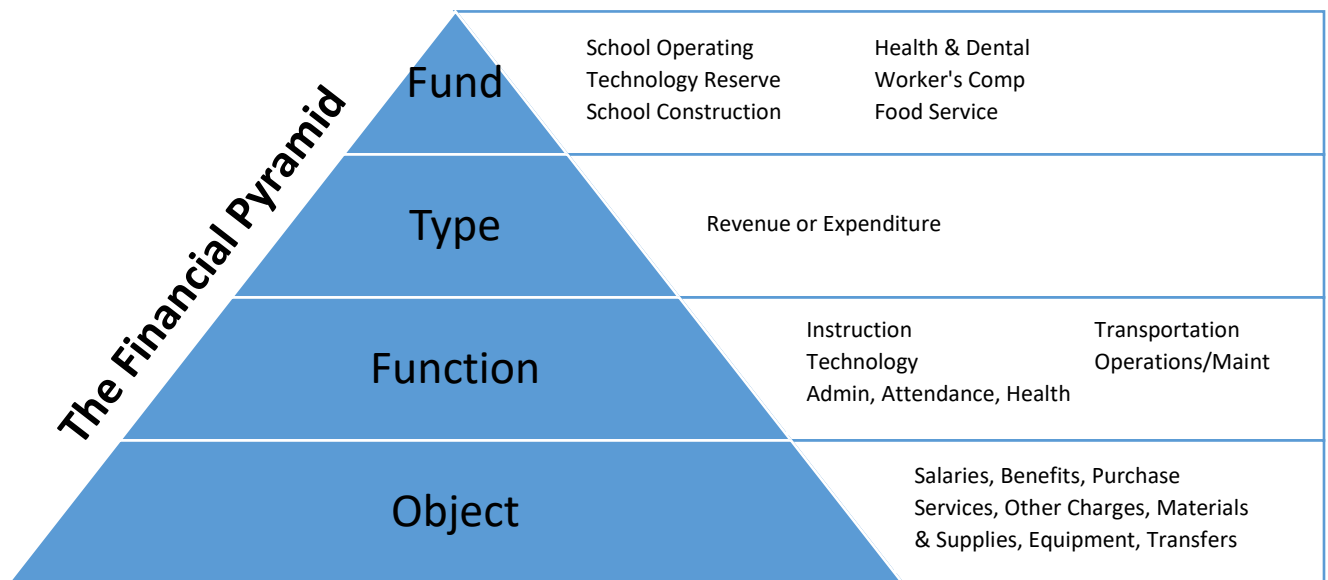 The Financial Pyramid
Fund
School Operating
Technology Reserve
School Construction
Health & Dental
Worker's Comp
Food Service
Type
Revenue or Expenditure
Function
Instruction
Technology
Admin, Attendance, Health
Transportation
Operations/Maint
Object
Salaries, Benefits, Purchase
Services, Other Charges, Materials
& Supplies, Equipment, Transfers